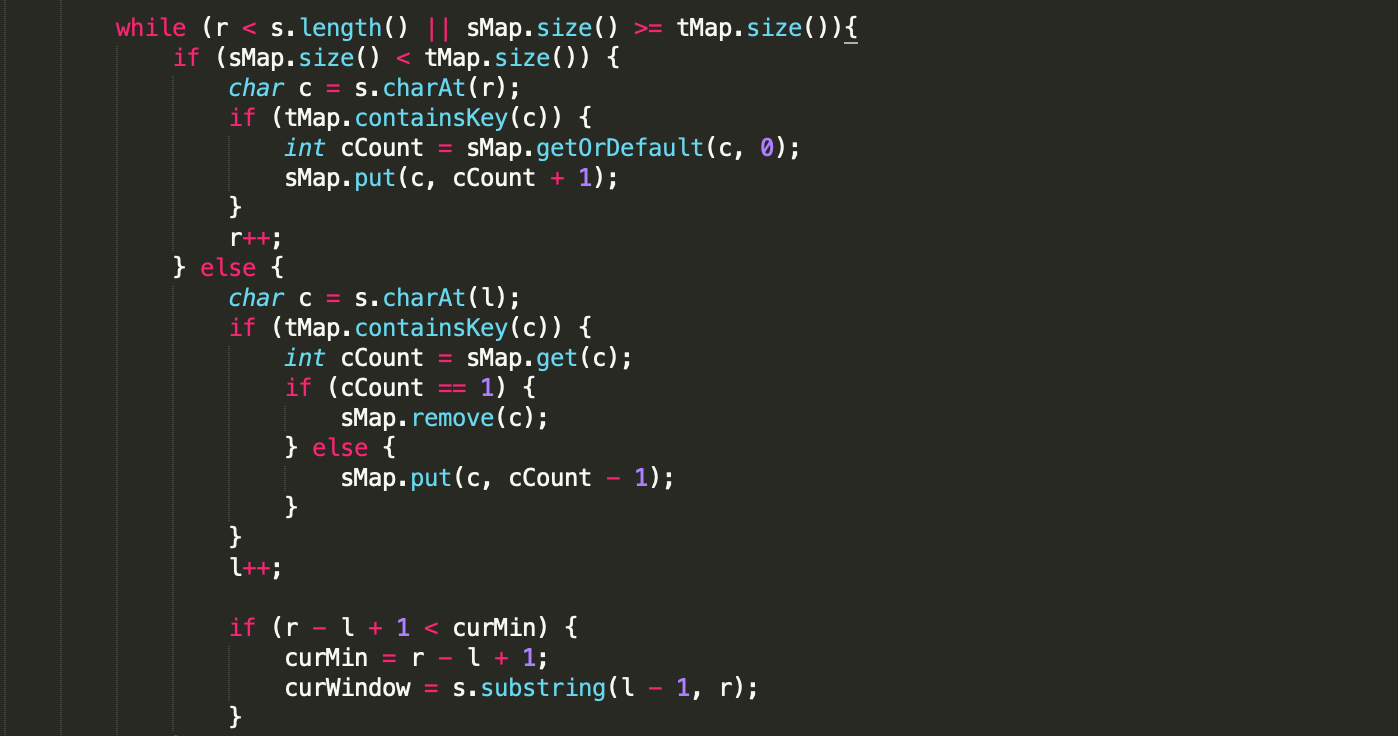 while (r < s.length() || sMap.size() >= tMap.size()){
if (sMap.size() < tMap.size()) {
char c = s.charAt(r);
if (tMap.containsKey(c)) {
int cCount = sMap.getOrDefault(c, 0);
sMap.put(c, cCount + 1);
}
r++;
} else {
char c = s.charAt(l);
if (tMap.containsKey(c)) {
int cCount = sMap.get(c);
if (cCount == 1) {
sMap.remove(c);
} else {
sMap.put(c, cCount - 1);
}
}
l++;
if (r - l + 1 < curMin) {
curMin = r - l + 1;
curWindow = s.substring(l - 1, r);
}